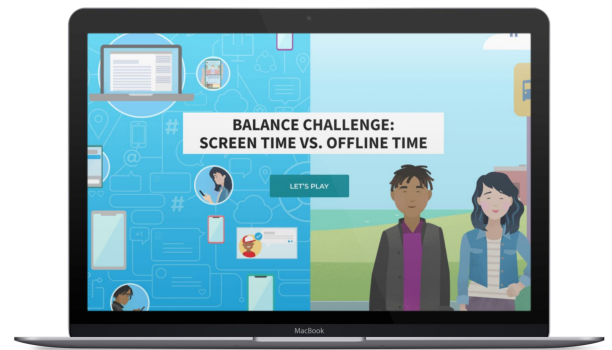 BALANCE CHALLENGE:
SCREEN TIME VS. OFFLINE TIME
LET'S PLAY
MacBook